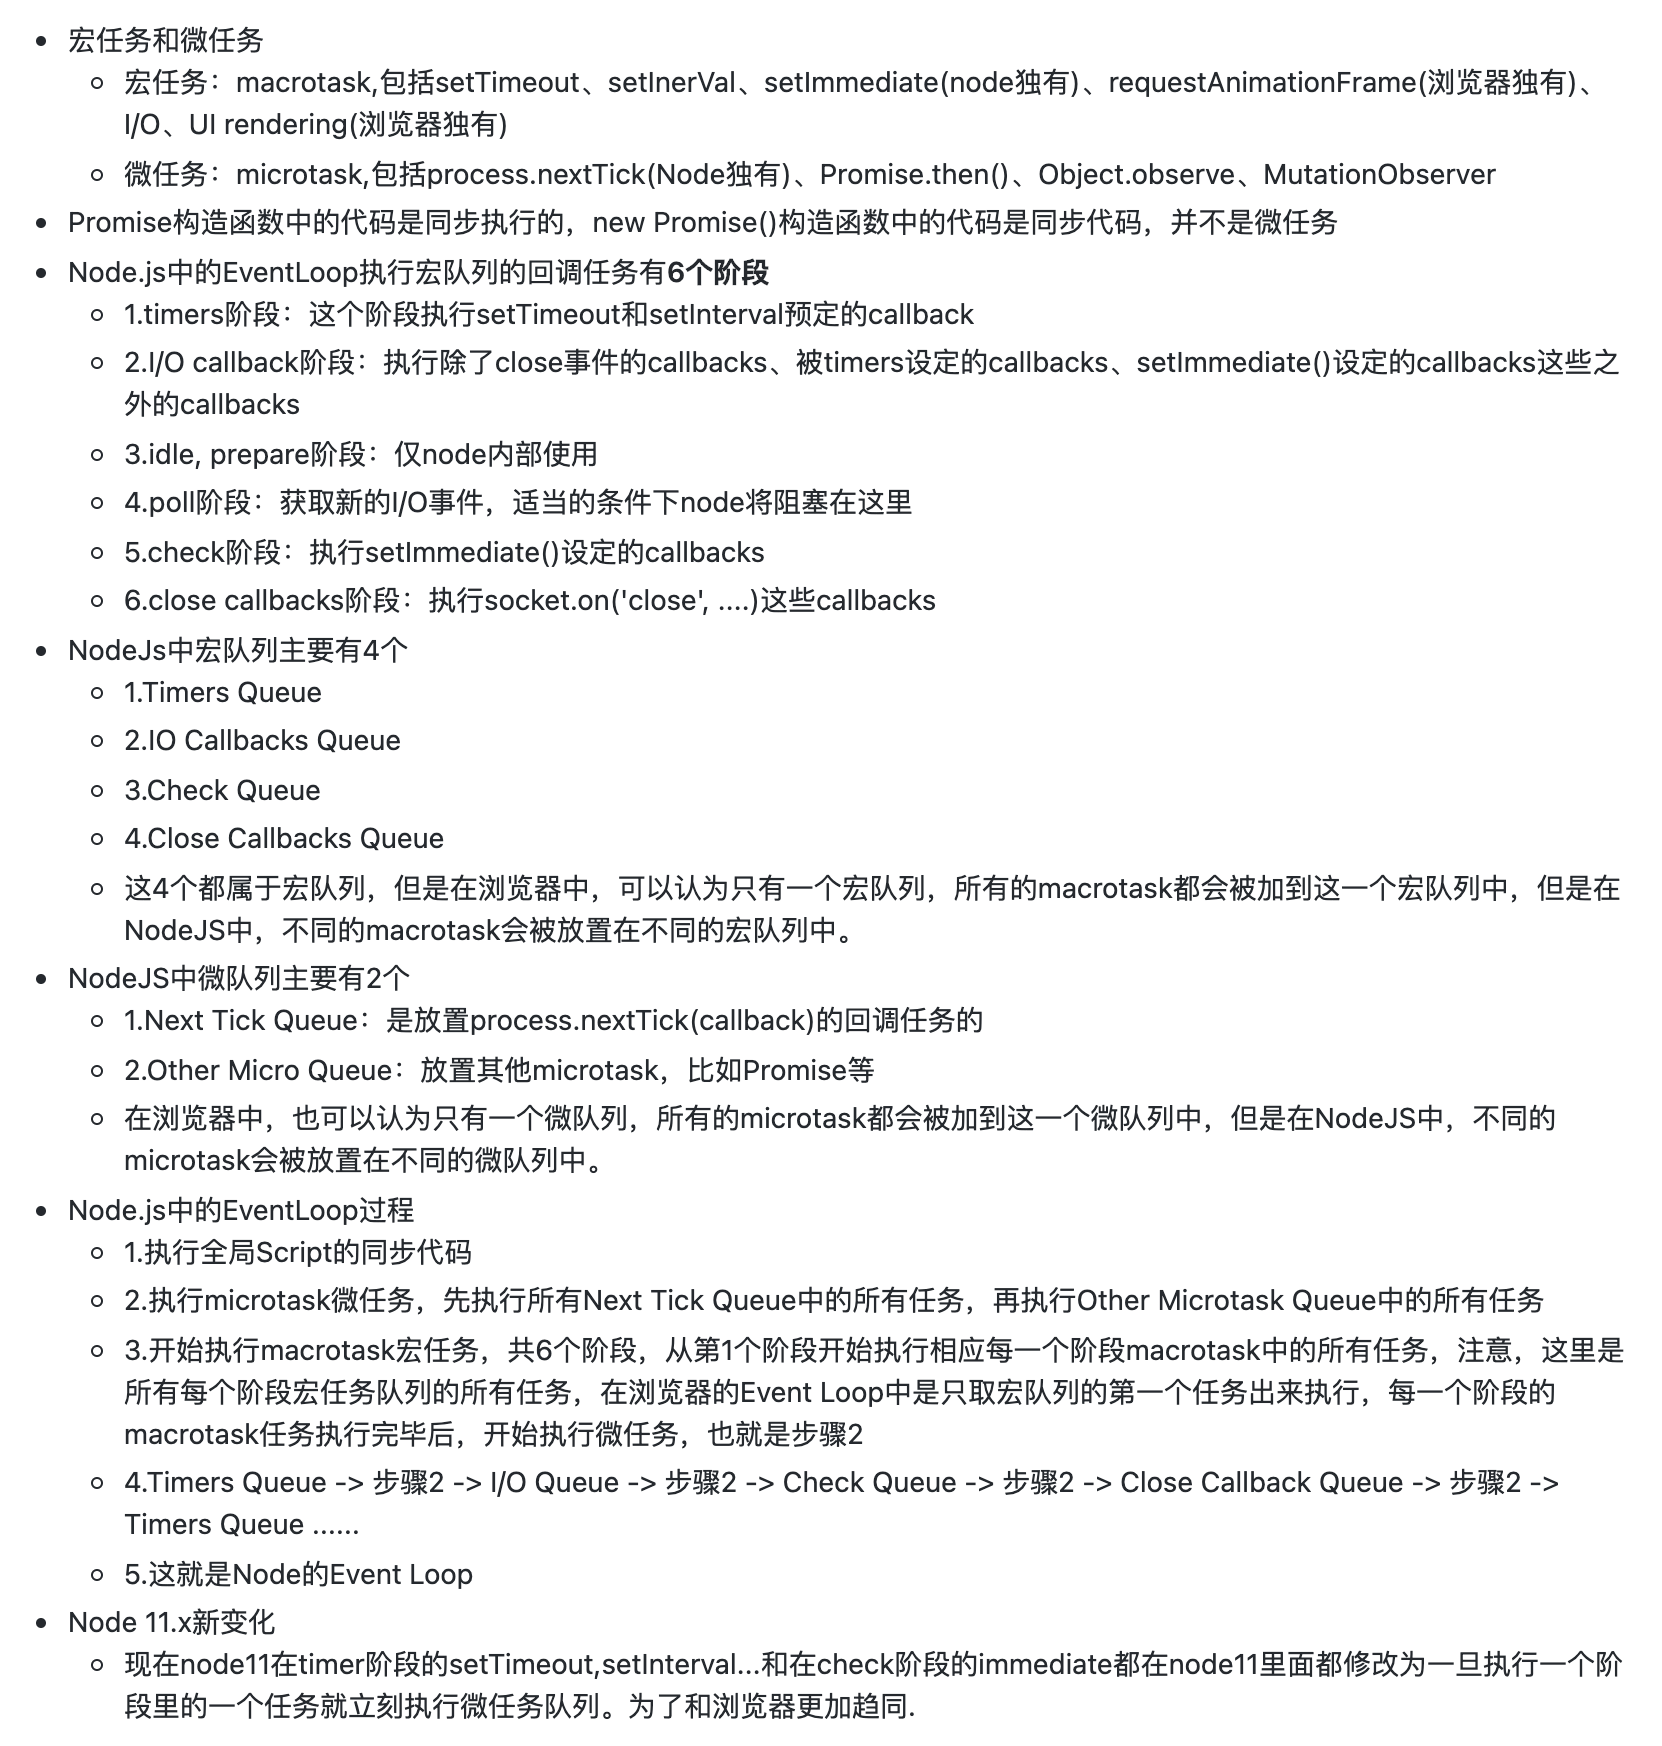 宏任务和微任务
宏任务：macrotask,包括setTimeout、setInerVal、setImmediate(node独有)、requestAnimationFrame(浏览器独有)、
I/O、UI rendering(浏览器独有)
微任务：microtask,包括process.nextTick(Node独有)、Promise.then()、Object.observe、MutationObserver
Promise构造函数中的代码是同步执行的，new Promise()构造函数中的代码是同步代码，并不是微任务
Node.js中的EventLoop执行宏队列的回调任务有6个阶段
1.timers阶段：这个阶段执行setTimeout和setInterval预定的callback
2.I/O callback阶段：执行除了close事件的callbacks、被timers设定的callbacks、setImmediate()设定的callbacks这些之
外的callbacks
3.idle, prepare阶段：仅node内部使用
4.poll阶段：获取新的I/O事件，适当的条件下node将阻塞在这里
5.check阶段：执行setImmediate()设定的callbacks
6.close callbacks阶段：执行socket.on('close', ....)这些callbacks
NodeJs中宏队列主要有4个
1.Timers Queue
2.IO Callbacks Queue
3.Check Queue
4.Close Callbacks Queue
这4个都属于宏队列，但是在浏览器中，可以认为只有一个宏队列，所有的macrotask都会被加到这一个宏队列中，但是在
NodeJS中，不同的macrotask会被放置在不同的宏队列中。
NodeJS中微队列主要有2个
1.Next Tick Queue：是放置process.nextTick(callback)的回调任务的
2.Other Micro Queue：放置其他microtask，比如Promise等
在浏览器中，也可以认为只有一个微队列，所有的microtask都会被加到这一个微队列中，但是在NodeJS中，不同的
microtask会被放置在不同的微队列中。
Node.js中的EventLoop过程
1.执行全局Script的同步代码
2.执行microtask微任务，先执行所有Next Tick Queue中的所有任务，再执行Other Microtask Queue中的所有任务
3.开始执行macrotask宏任务，共6个阶段，从第1个阶段开始执行相应每一个阶段macrotask中的所有任务，注意，这里是
所有每个阶段宏任务队列的所有任务，在浏览器的Event Loop中是只取宏队列的第一个任务出来执行，每一个阶段的
macrotask任务执行完毕后，开始执行微任务，也就是步骤2
4.Timers Queue -> 步骤2 -> I/O Queue -> 步骤2 -> Check Queue -> 步骤2 -> Close Callback Queue -> 步骤2 ->
Timers Queue ......
5.这就是Node的Event Loop
Node 11.x新变化
现在node11在timer阶段的setTimeout,setInterval...和在check阶段的immediate都在node11里面都修改为一旦执行一个阶
段里的一个任务就立刻执行微任务队列。为了和浏览器更加趋同.